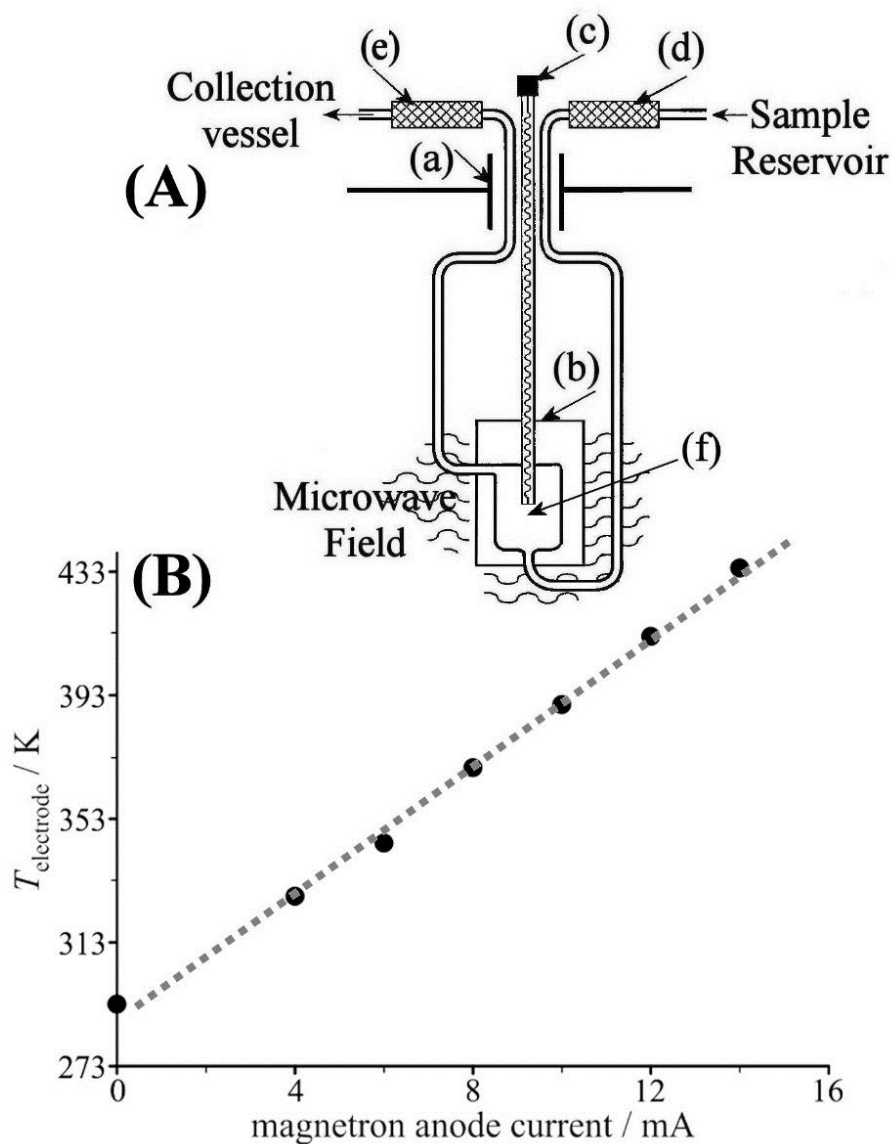 (c)
(e)
(d)
Collection
vessel
Sample
Reservoir
(a)
(A)
(b)
(f)
Microwave
Field
(B)
433
393
353
313
273
T electrode / K
0
4
8
12
16
magnetron anode current / mA